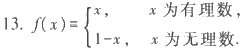 13. f(x)={x, x 为有理数,
1-x, x 为无理数.